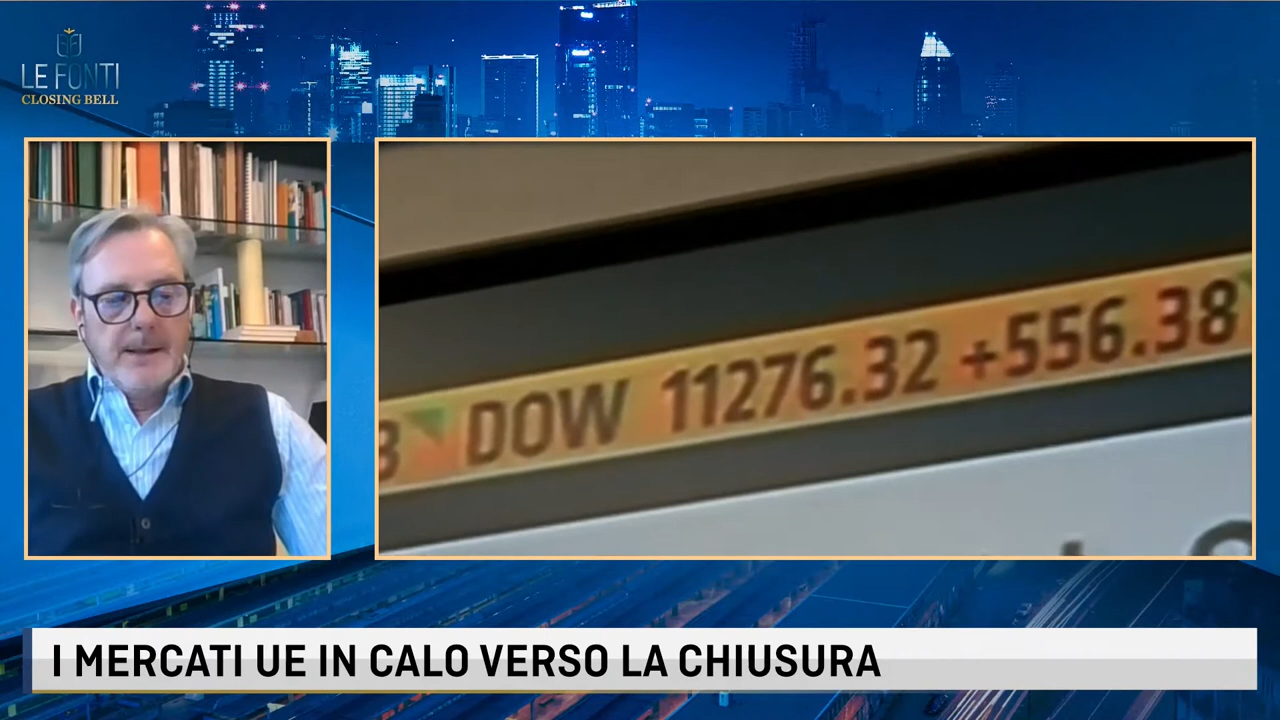 LE FONTI
CLOSING BELL
DOW 11276.32 +556.38
I MERCATI UE IN CALO VERSO LA CHIUSURA